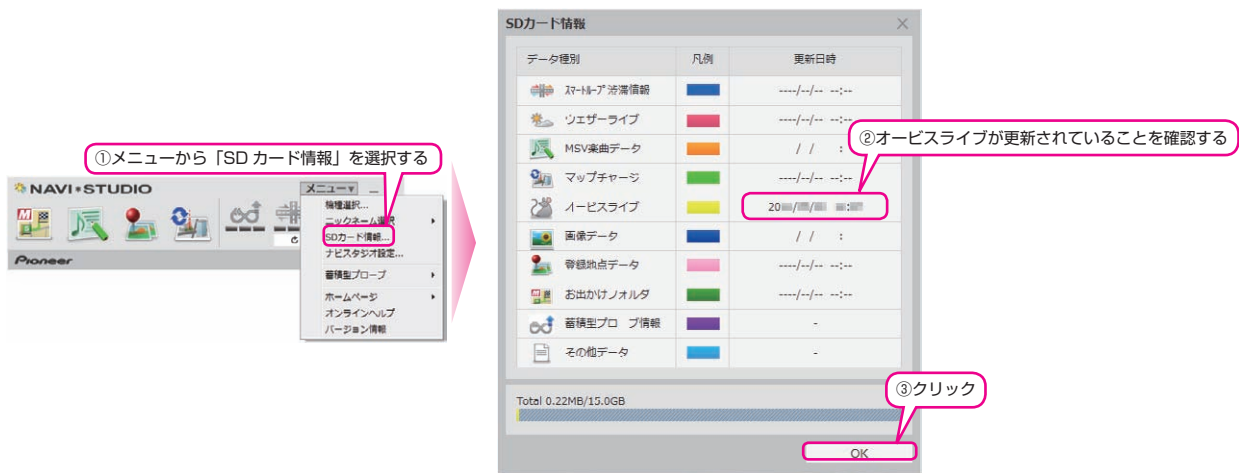 ①メニューから「SD カード情報」を選択する
NAVI*STUDIO
メニュー▼
機種選択...
ニックネーム選択
SDカード情報...
ナビスタジオ設定...
蓄積型プローブ
ホームページ
オンラインヘルプ
バージョン情報
Pioneer
SDカード情報
データ種別 凡例 更新日時
スマートループ渋滞情報 ----/--/-- --:--
ウェザーライブ ----/--/-- --:--
MSV楽曲データ / / :
マップチャージ ----/--/-- --:--
オービスライブ 20 / / :
画像データ / / :
登録地点データ ----/--/-- --:--
お出かけフォルダ ----/--/-- --:--
蓄積型プロ ブ情報 -
その他データ -
②オービスライブが更新されていることを確認する
Total 0.22MB/15.0GB
③クリック
OK